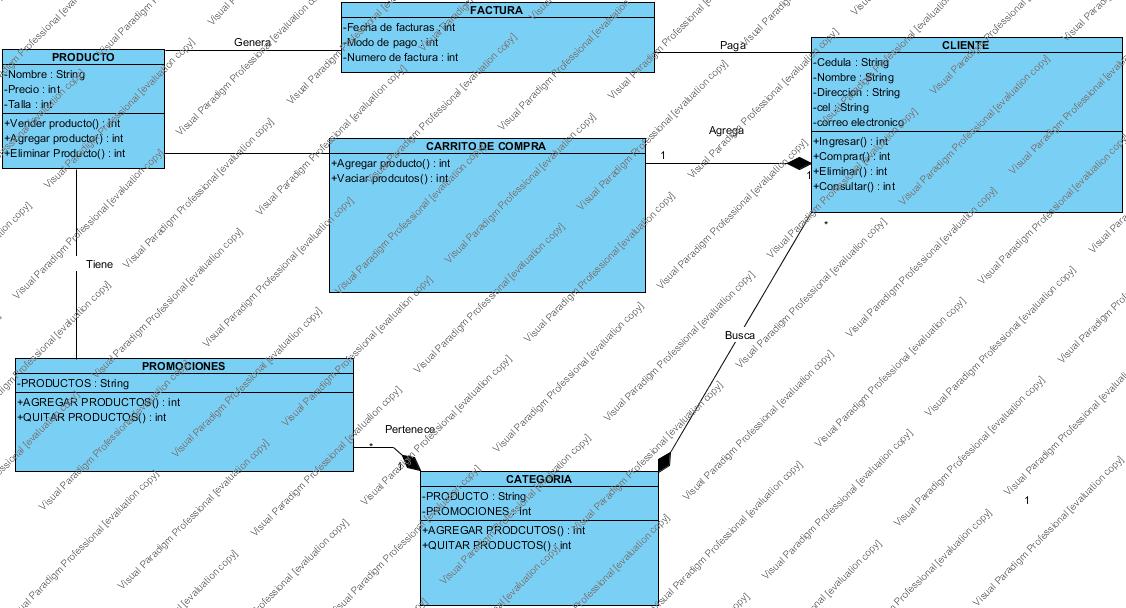 FACTURA
-Fecha de facturas : int
-Modo de pago : int
-Numero de factura : int
Genera
Paga
PRODUCTO
-Nombre : String
-Precio : int
-Talla : int
+Vender producto() : int
+Agregar producto() : int
+Eliminar Producto() : int
CLIENTE
-Cedula : String
-Nombre : String
-Direccion : String
-cel : String
-correo electronico
+Ingresar() : int
+Comprar() : int
+Eliminar() : int
+Consultar() : int
CARRITO DE COMPRA
+Agregar producto() : int
+Vaciar prodcutos() : int
Agrega
1
1
*
Tiene
Busca
PROMOCIONES
-PRODUCTOS : String
+AGREGAR PRODUCTOS() : int
+QUITAR PRODUCTOS() : int
Pertenece
*
1
CATEGORIA
-PRODUCTO : String
-PROMOCIONES : int
+AGREGAR PRODCUTOS() : int
+QUITAR PRODUCTOS() : int
1
Visual Paradigm Professional [evaluation copy]